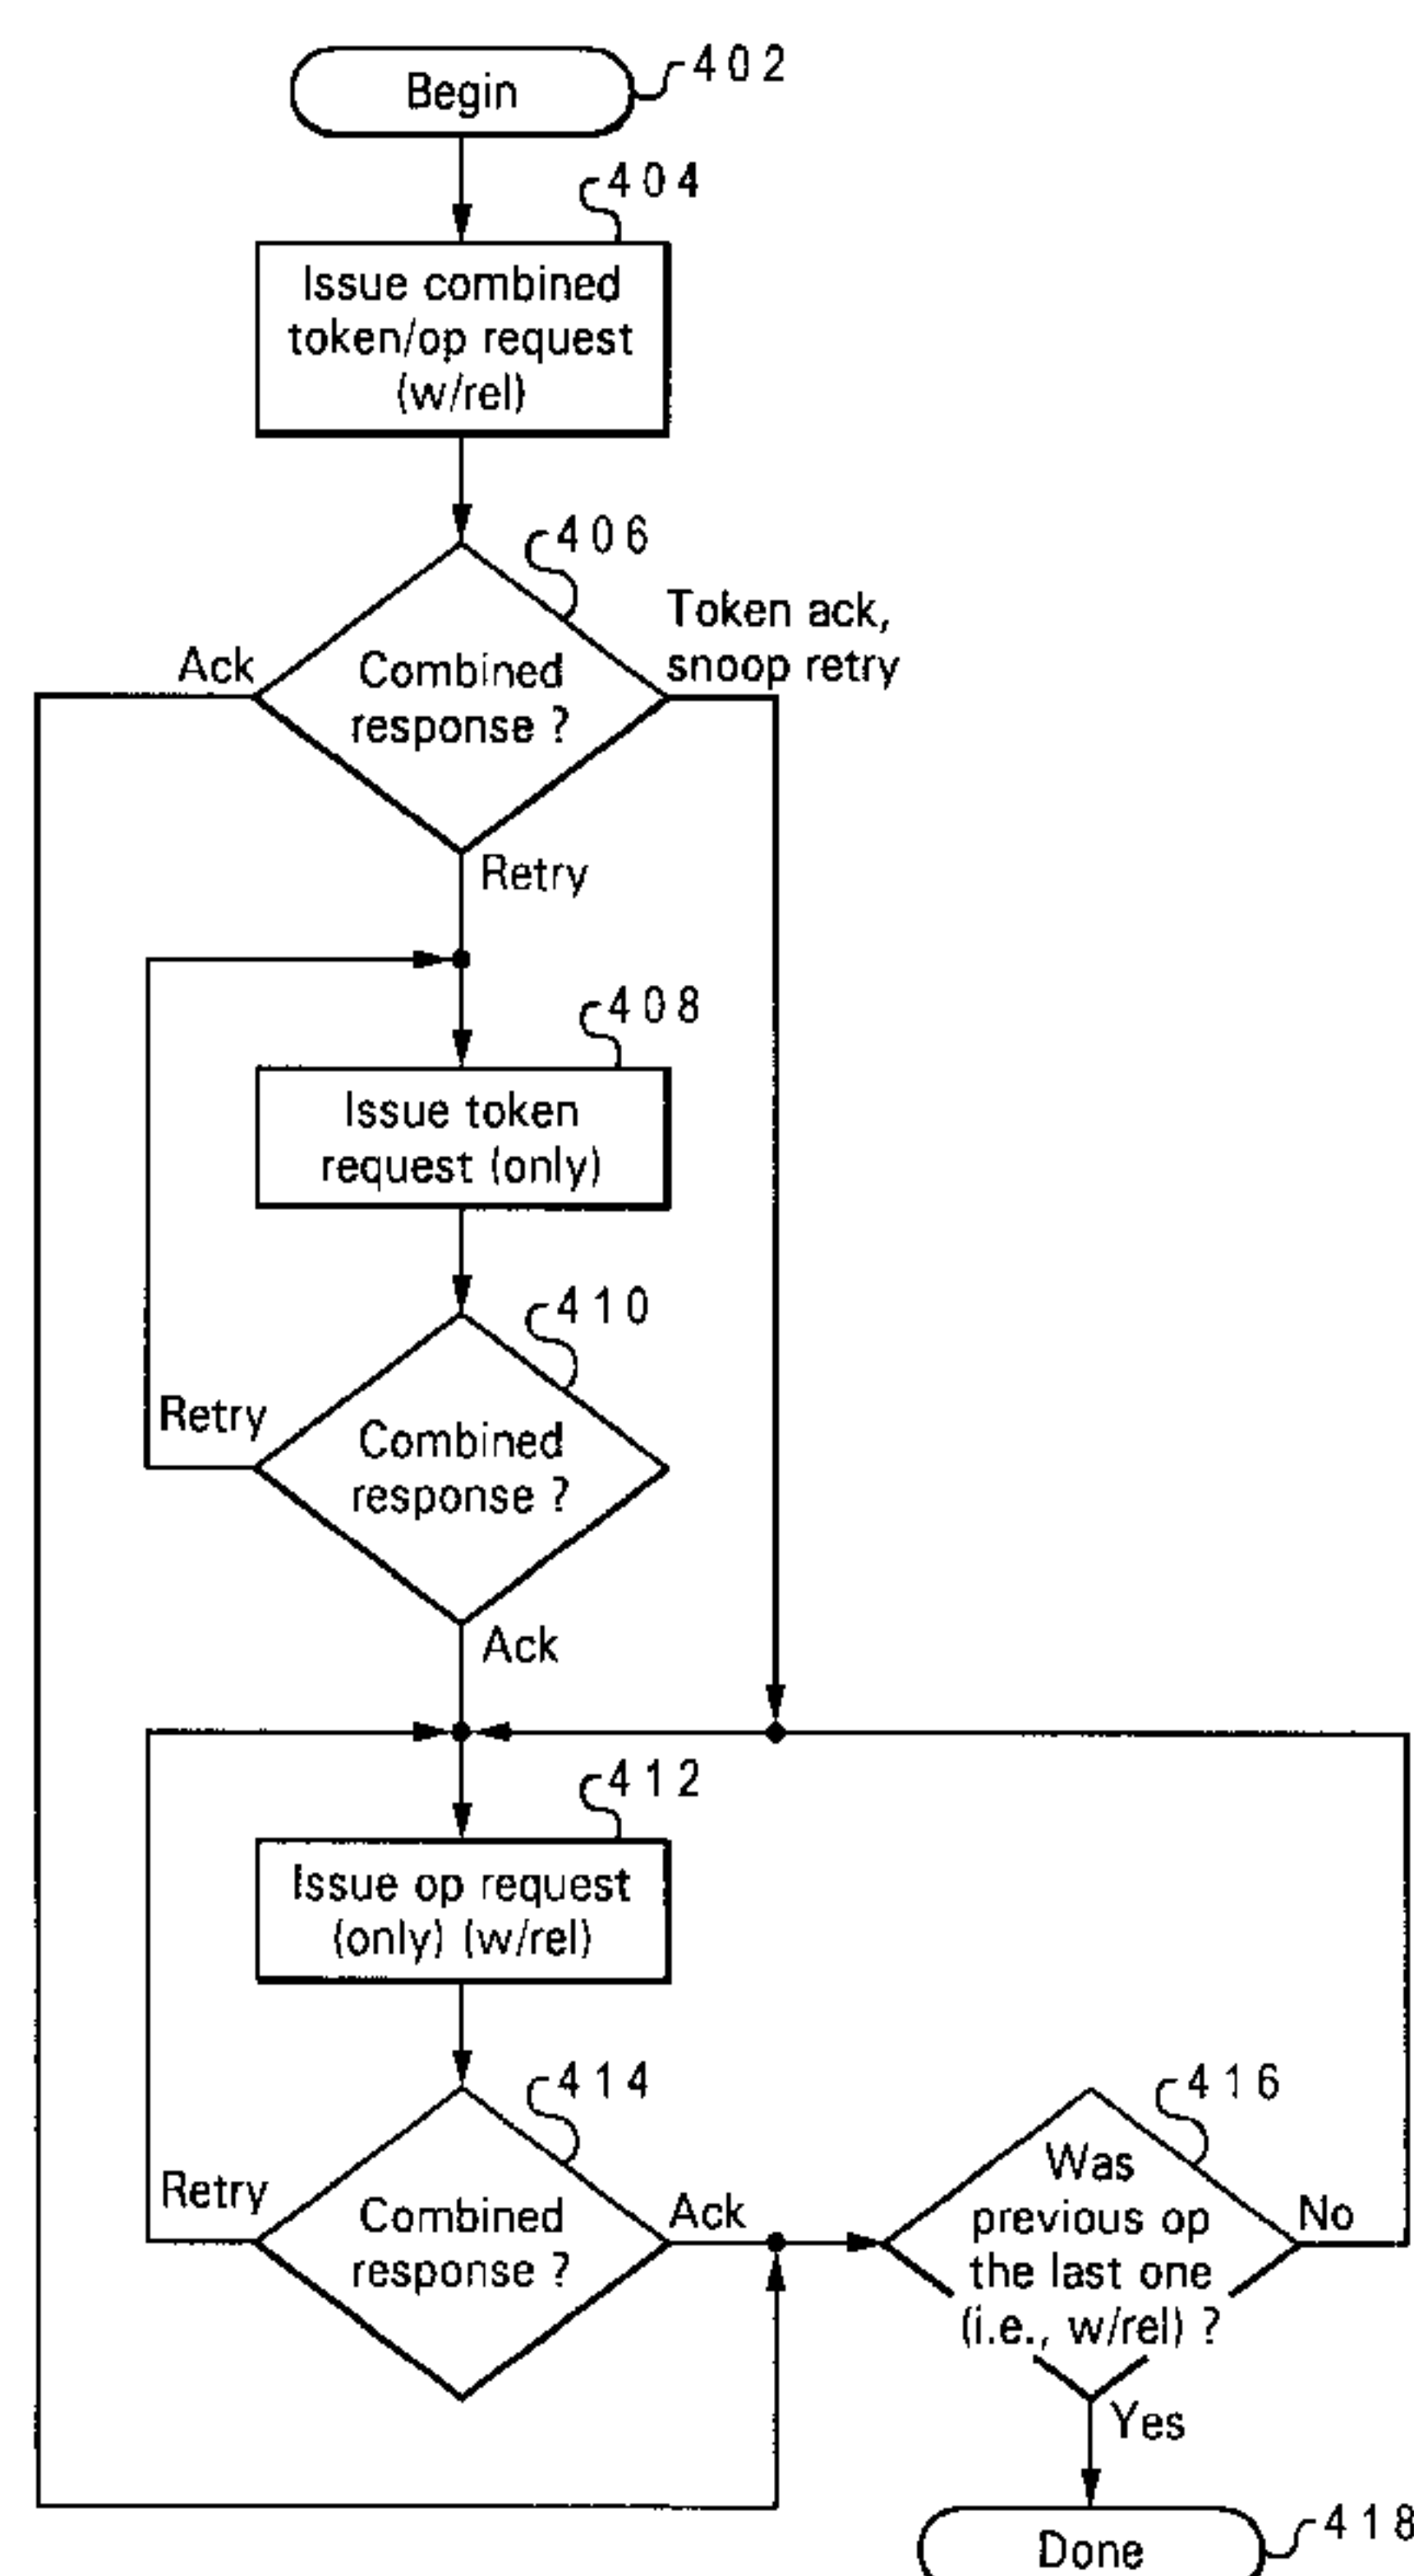 Begin
402
404
Issue combined
token/op request
(w/rel)
406
Token ack,
snoop retry
Ack
Combined
response ?
Retry
408
Issue token
request (only)
410
Retry
Combined
response ?
Ack
412
Issue op request
(only) (w/rel)
414
Retry
Combined
response ?
Ack
416
Was
previous op
the last one
(i.e., w/rel) ?
No
Yes
Done
418